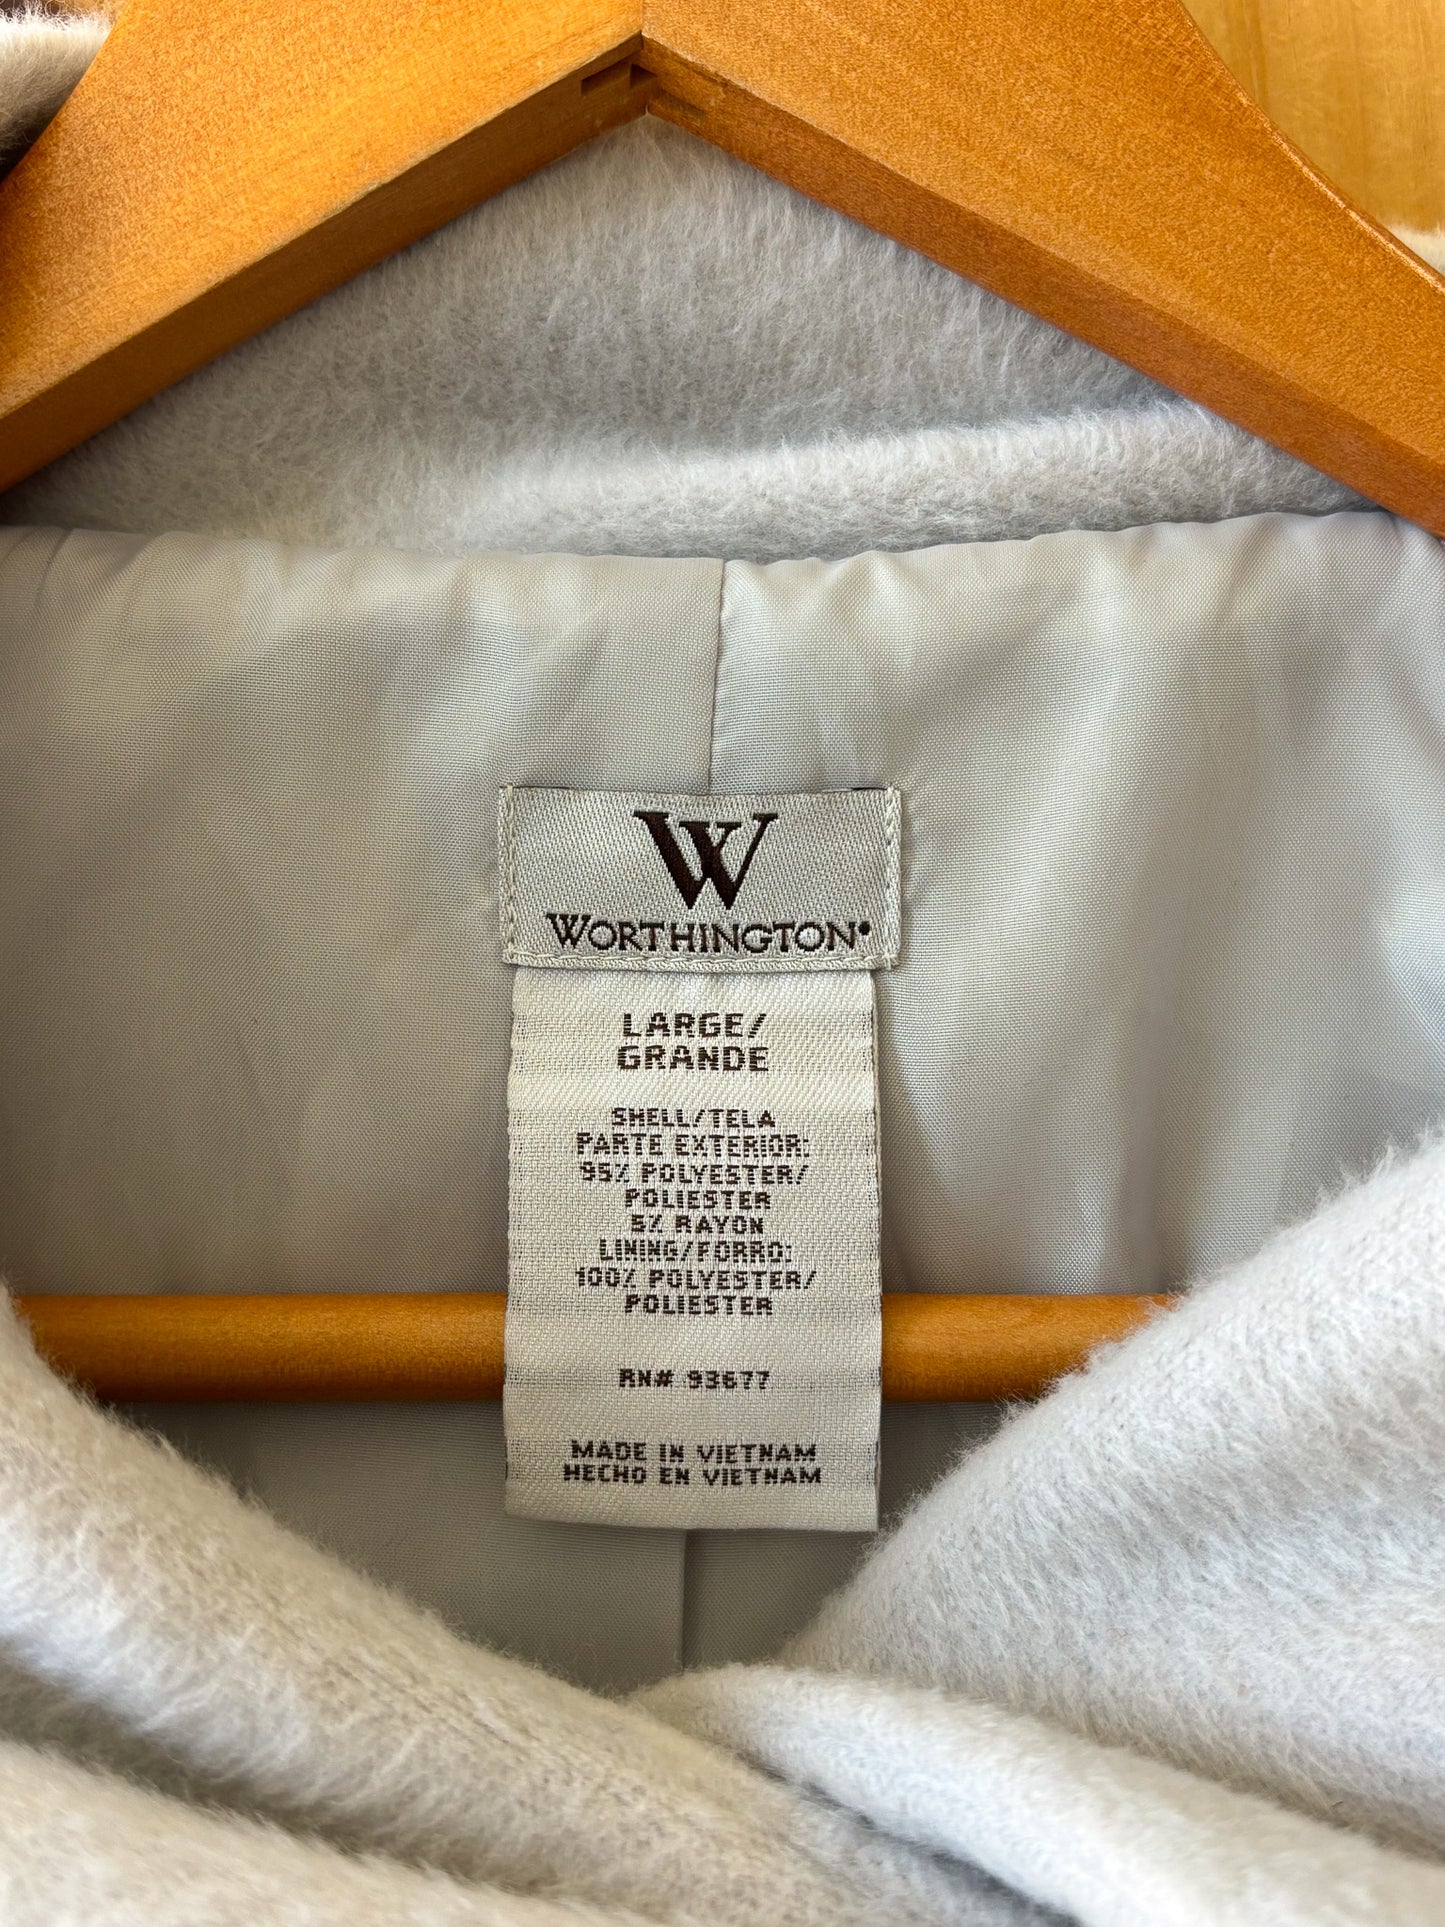 W
WORTHINGTON®
LARGE/
GRANDE
SHELL/TELA
PARTE EXTERIOR:
95% POLYESTER/
POLIESTER
5% RAYON
LINING/FORRO:
100% POLYESTER/
POLIESTER
RN# 93677
MADE IN VIETNAM
HECHO EN VIETNAM